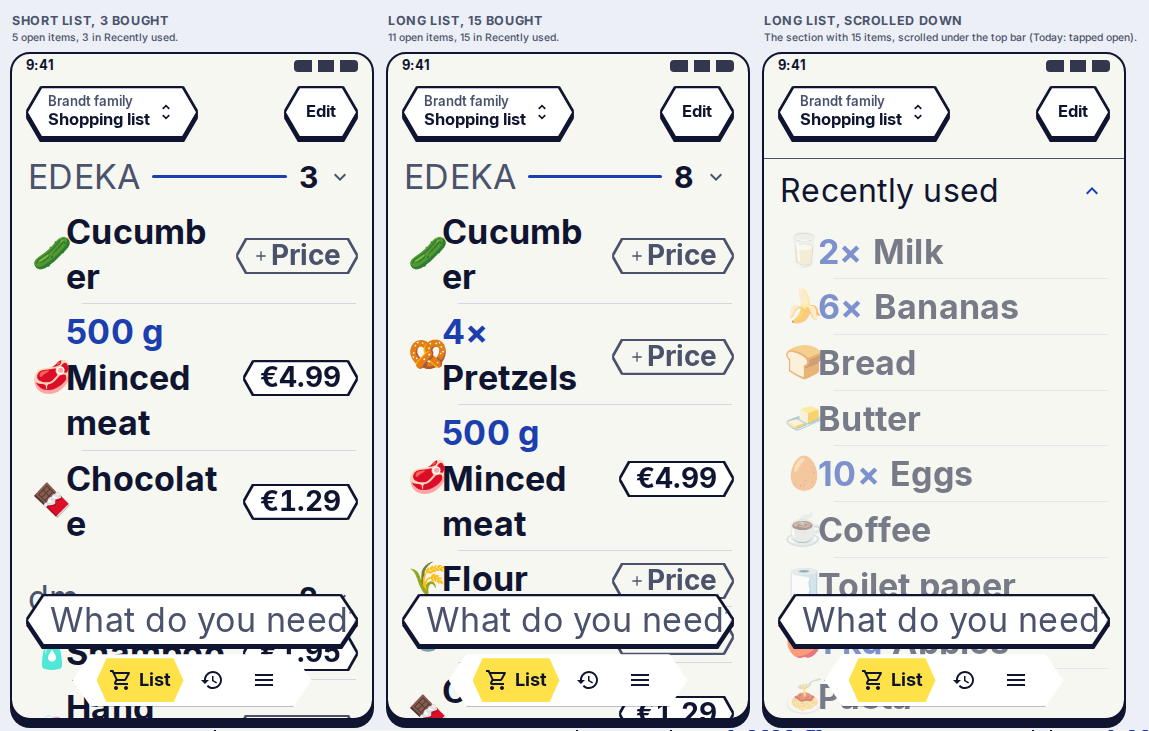 SHORT LIST, 3 BOUGHT
5 open items, 3 in Recently used.
9:41
Brandt family
Shopping list
Edit
EDEKA 3
Cucumb
er
+ Price
500 g
Minced
meat
€4.99
Chocolat
e
€1.29
What do you need
List
LONG LIST, 15 BOUGHT
11 open items, 15 in Recently used.
9:41
Brandt family
Shopping list
Edit
EDEKA 8
Cucumb
er
+ Price
4×
Pretzels
+ Price
500 g
Minced
meat
€4.99
Flour
+ Price
What do you need
€1.29
List
LONG LIST, SCROLLED DOWN
The section with 15 items, scrolled under the top bar (Today: tapped open).
9:41
Brandt family
Shopping list
Edit
Recently used
2× Milk
6× Bananas
Bread
Butter
10× Eggs
Coffee
Toilet paper
What do you need
List